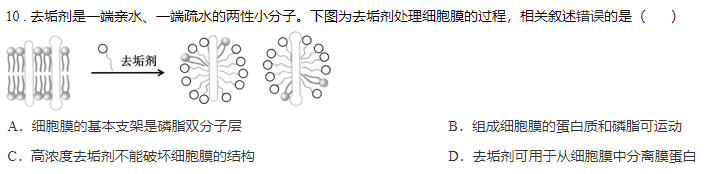 10．去垢剂是一端亲水、一端疏水的两性小分子。下图为去垢剂处理细胞膜的过程，相关叙述错误的是（　　）
去垢剂
A．细胞膜的基本支架是磷脂双分子层
B．组成细胞膜的蛋白质和磷脂可运动
C．高浓度去垢剂不能破坏细胞膜的结构
D．去垢剂可用于从细胞膜中分离膜蛋白